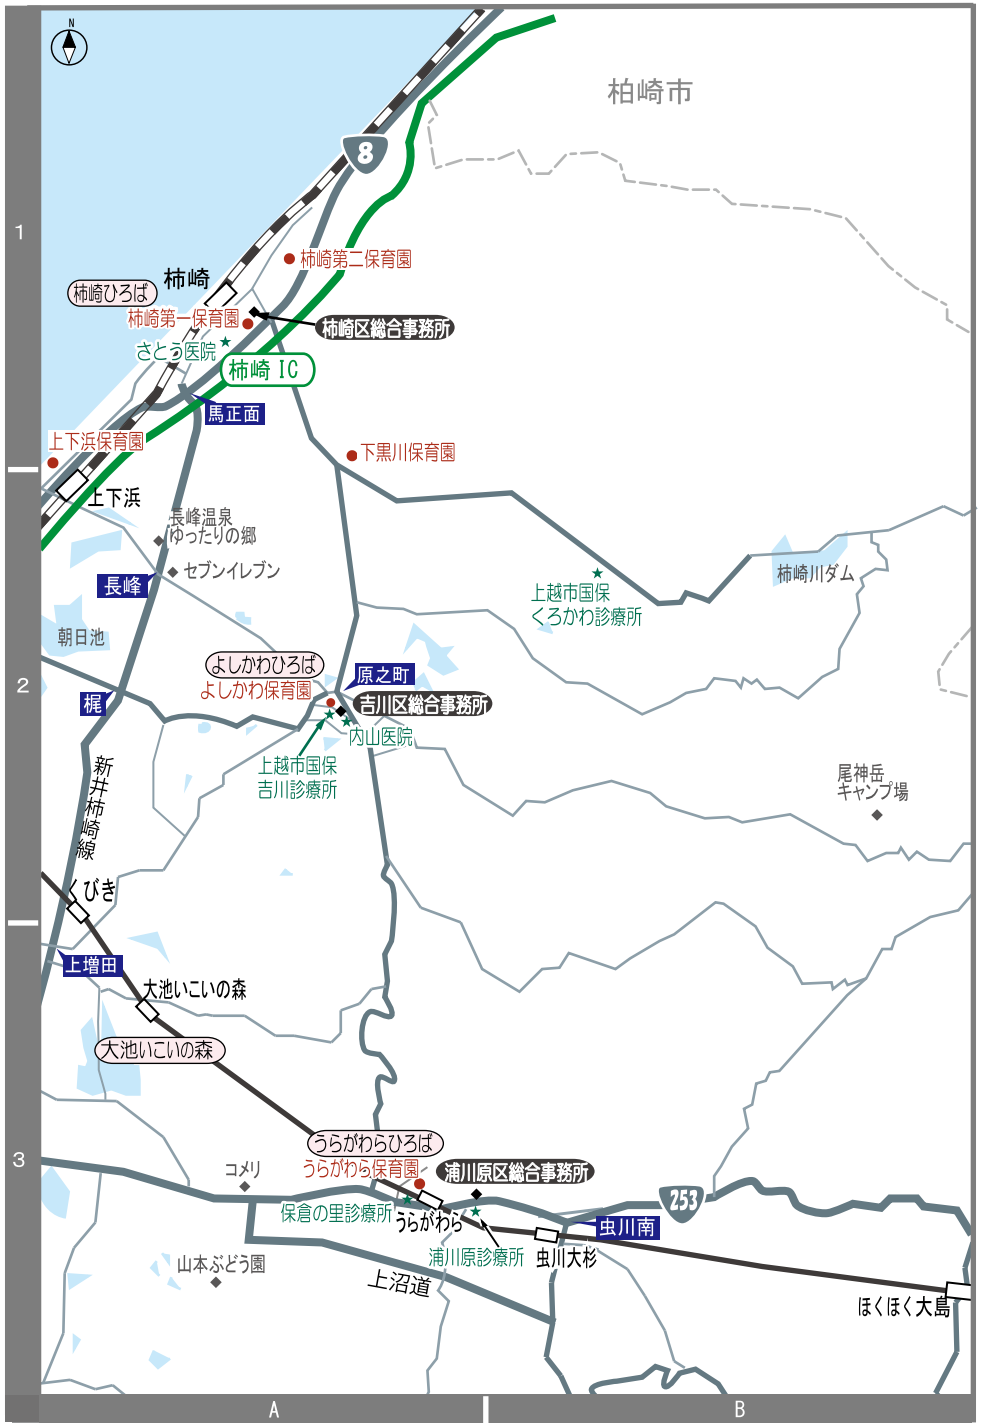 N
柏崎市
8
1
柿崎第二保育園
柿崎
柿崎ひろば
柿崎第一保育園
柿崎区総合事務所
さとう医院
柿崎 IC
馬正面
上下浜保育園
下黒川保育園
上下浜
長峰温泉
ゆったりの郷
セブンイレブン
長峰
柿崎川ダム
上越市国保
くろかわ診療所
朝日池
よしかわひろば
原之町
2
よしかわ保育園
梶
吉川区総合事務所
内山医院
上越市国保
吉川診療所
新井柿崎線
尾神岳
キャンプ場
くびき
上増田
大池いこいの森
大池いこいの森
うらがわらひろば
3
コメリ
うらがわら保育園
浦川原区総合事務所
253
保倉の里診療所
うらがわら
虫川南
浦川原診療所
虫川大杉
山本ぶどう園
上沼道
ほくほく大島
A
B